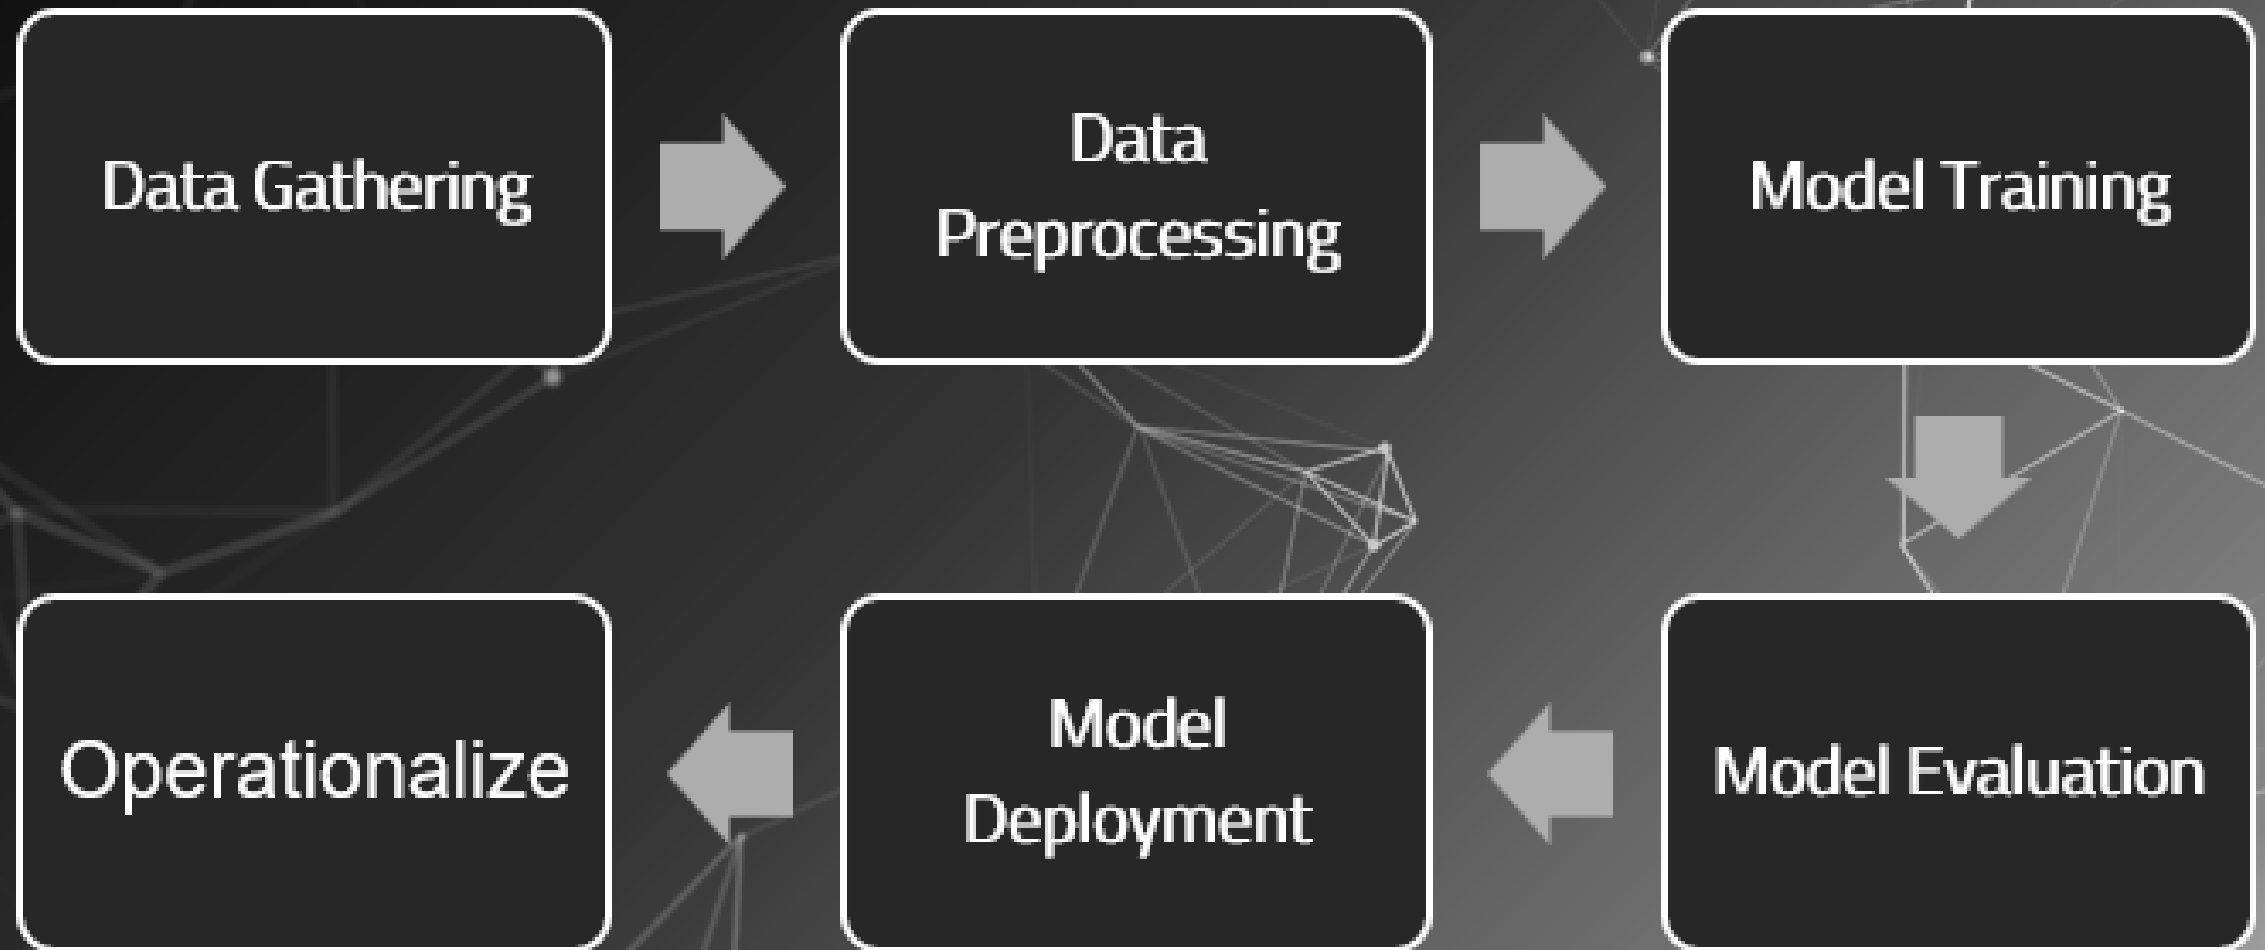 Data Gathering
Data
Preprocessing
Model Training
Model Evaluation
Model
Deployment
Operationalize